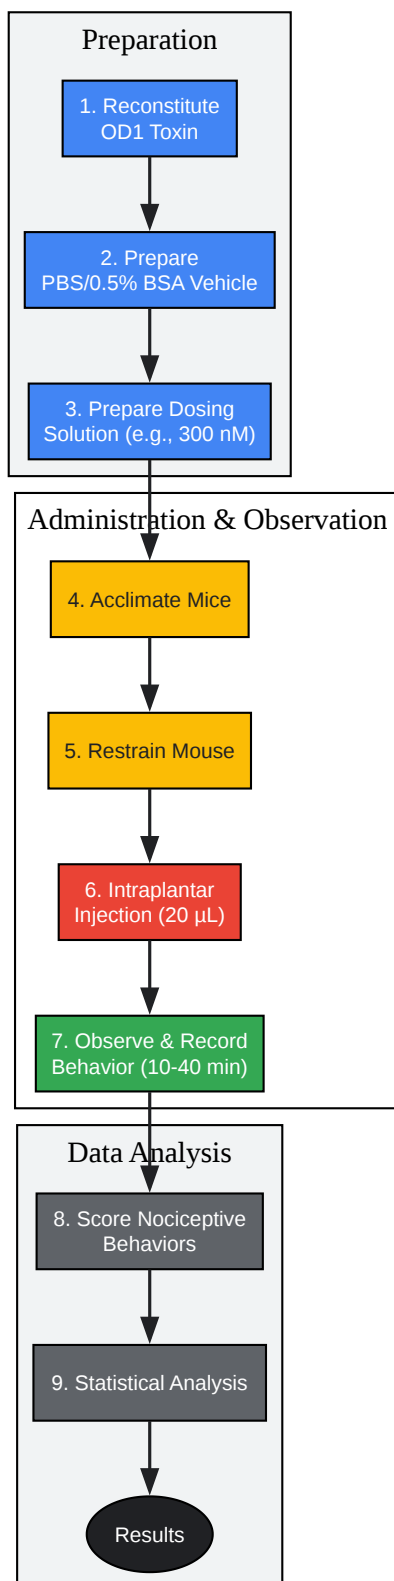 Preparation
1. Reconstitute
OD1 Toxin
2. Prepare
PBS/0.5% BSA Vehicle
3. Prepare Dosing
Solution (e.g., 300 nM)
Administration & Observation
4. Acclimate Mice
5. Restrain Mouse
6. Intraplantar
Injection (20 µL)
7. Observe & Record
Behavior (10-40 min)
Data Analysis
8. Score Nociceptive
Behaviors
9. Statistical Analysis
Results